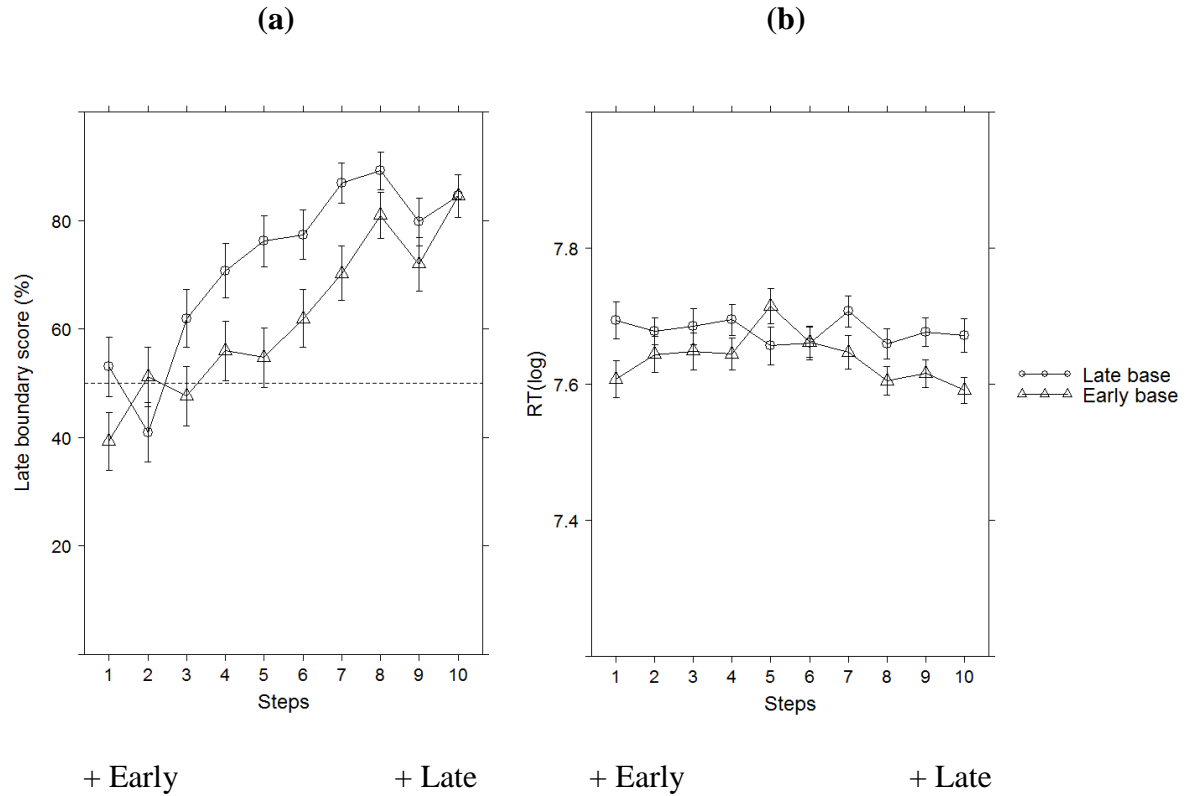 (a)
(b)
Late boundary score (%)
80
60
40
20
1 2 3 4 5 6 7 8 9 10
Steps
RT(log)
7.8
7.6
7.4
1 2 3 4 5 6 7 8 9 10
Steps
Late base
Early base
+ Early
+ Late
+ Early
+ Late